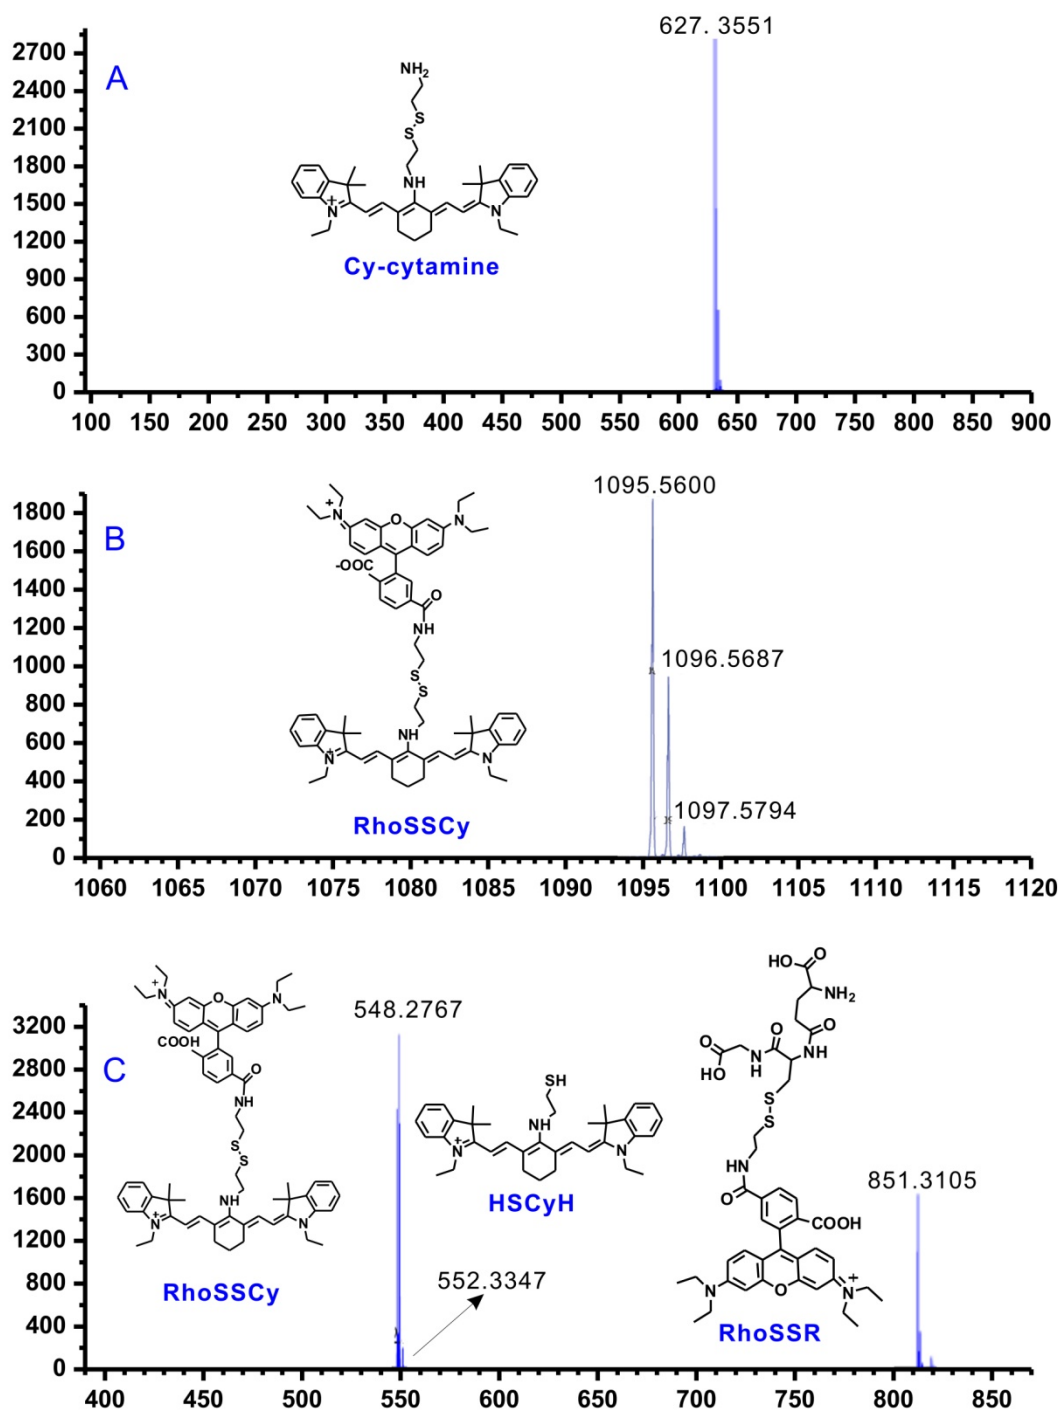 627. 3551
2700
2400
2100
1800
1500
1200
900
600
300
0
A
NH2
S
S
NH
N
+
N
Cy-cytamine
100 150 200 250 300 350 400 450 500 550 600 650 700 750 800 850 900
1095.5600
1800
1600
1400
1200
1000
800
600
400
200
0
B
+
N
O
N
-OOC
O
NH
S
S
NH
N
+
N
RhoSSCy
1096.5687
1097.5794
1060 1065 1070 1075 1080 1085 1090 1095 1100 1105 1110 1115 1120
3200
2800
2400
2000
1600
1200
800
400
0
C
+
N
O
N
COOH
O
NH
S
S
NH
N
+
N
RhoSSCy
548.2767
552.3347
SH
NH
N
+
N
HSCyH
HO
O
NH2
O
O
O
N
H
NH
HO
S
S
NH
O
COOH
N
O
N
+
RhoSSR
851.3105
400 450 500 550 600 650 700 750 800 850